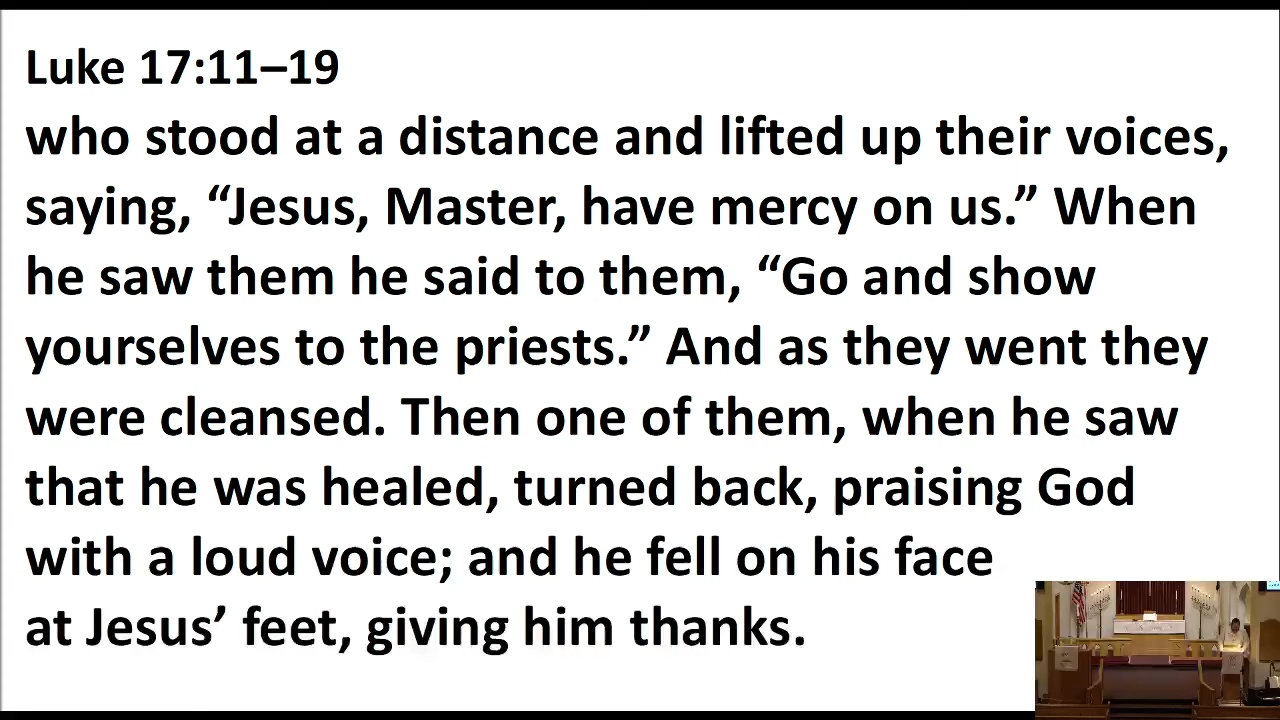 Luke 17:11–19
who stood at a distance and lifted up their voices,
saying, “Jesus, Master, have mercy on us.” When
he saw them he said to them, “Go and show
yourselves to the priests.” And as they went they
were cleansed. Then one of them, when he saw
that he was healed, turned back, praising God
with a loud voice; and he fell on his face
at Jesus’ feet, giving him thanks.